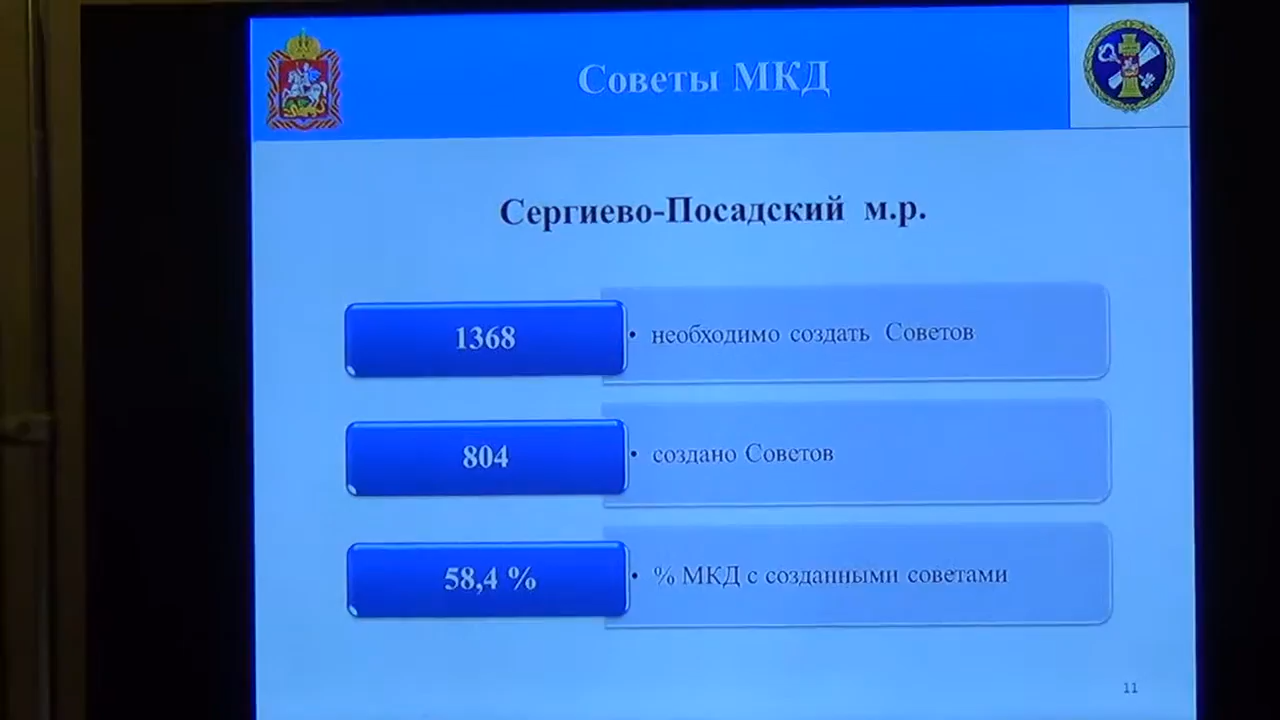 Советы МКД
Сергиево-Посадский м.р.
1368
• необходимо создать Советов
804
• создано Советов
58,4 %
• % МКД с созданными советами
11